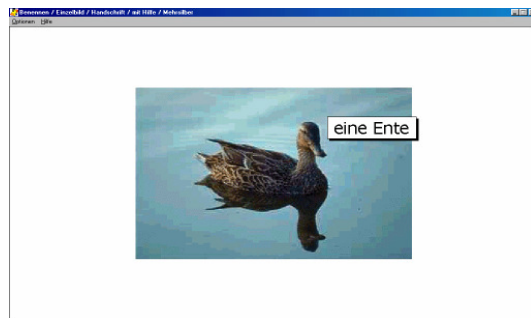 Benennen / Einzelbild / Handschrift / mit Hilfe / Mehrsilber
Optionen Hilfe
eine Ente